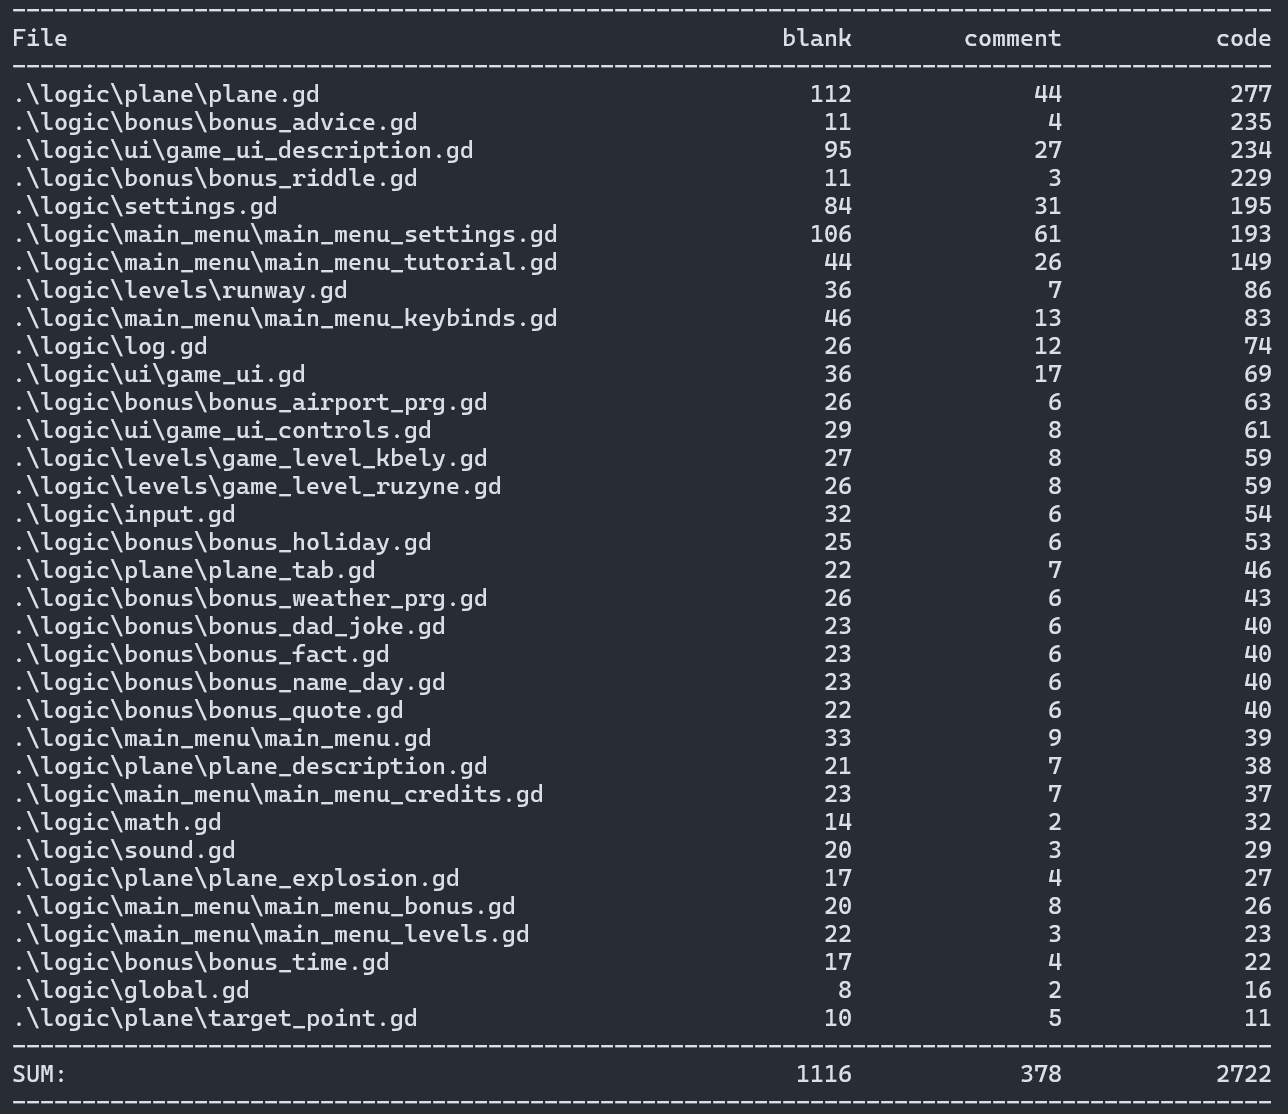 File blank comment code
.\logic\plane\plane.gd 112 44 277
.\logic\bonus\bonus_advice.gd 11 4 235
.\logic\ui\game_ui_description.gd 95 27 234
.\logic\bonus\bonus_riddle.gd 11 3 229
.\logic\settings.gd 84 31 195
.\logic\main_menu\main_menu_settings.gd 106 61 193
.\logic\main_menu\main_menu_tutorial.gd 44 26 149
.\logic\levels\runway.gd 36 7 86
.\logic\main_menu\main_menu_keybinds.gd 46 13 83
.\logic\log.gd 26 12 74
.\logic\ui\game_ui.gd 36 17 69
.\logic\bonus\bonus_airport_prg.gd 26 6 63
.\logic\ui\game_ui_controls.gd 29 8 61
.\logic\levels\game_level_kbely.gd 27 8 59
.\logic\levels\game_level_ruzyne.gd 26 8 59
.\logic\input.gd 32 6 54
.\logic\bonus\bonus_holiday.gd 25 6 53
.\logic\plane\plane_tab.gd 22 7 46
.\logic\bonus\bonus_weather_prg.gd 26 6 43
.\logic\bonus\bonus_dad_joke.gd 23 6 40
.\logic\bonus\bonus_fact.gd 23 6 40
.\logic\bonus\bonus_name_day.gd 23 6 40
.\logic\bonus\bonus_quote.gd 22 6 40
.\logic\main_menu\main_menu.gd 33 9 39
.\logic\plane\plane_description.gd 21 7 38
.\logic\main_menu\main_menu_credits.gd 23 7 37
.\logic\math.gd 14 2 32
.\logic\sound.gd 20 3 29
.\logic\plane\plane_explosion.gd 17 4 27
.\logic\main_menu\main_menu_bonus.gd 20 8 26
.\logic\main_menu\main_menu_levels.gd 22 3 23
.\logic\bonus\bonus_time.gd 17 4 22
.\logic\global.gd 8 2 16
.\logic\plane\target_point.gd 10 5 11
SUM: 1116 378 2722